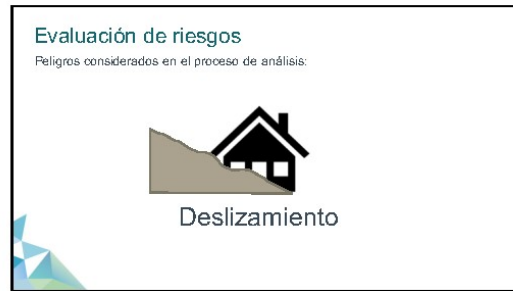 Evaluación de riesgos
Peligros considerados en el proceso de análisis:
Deslizamiento